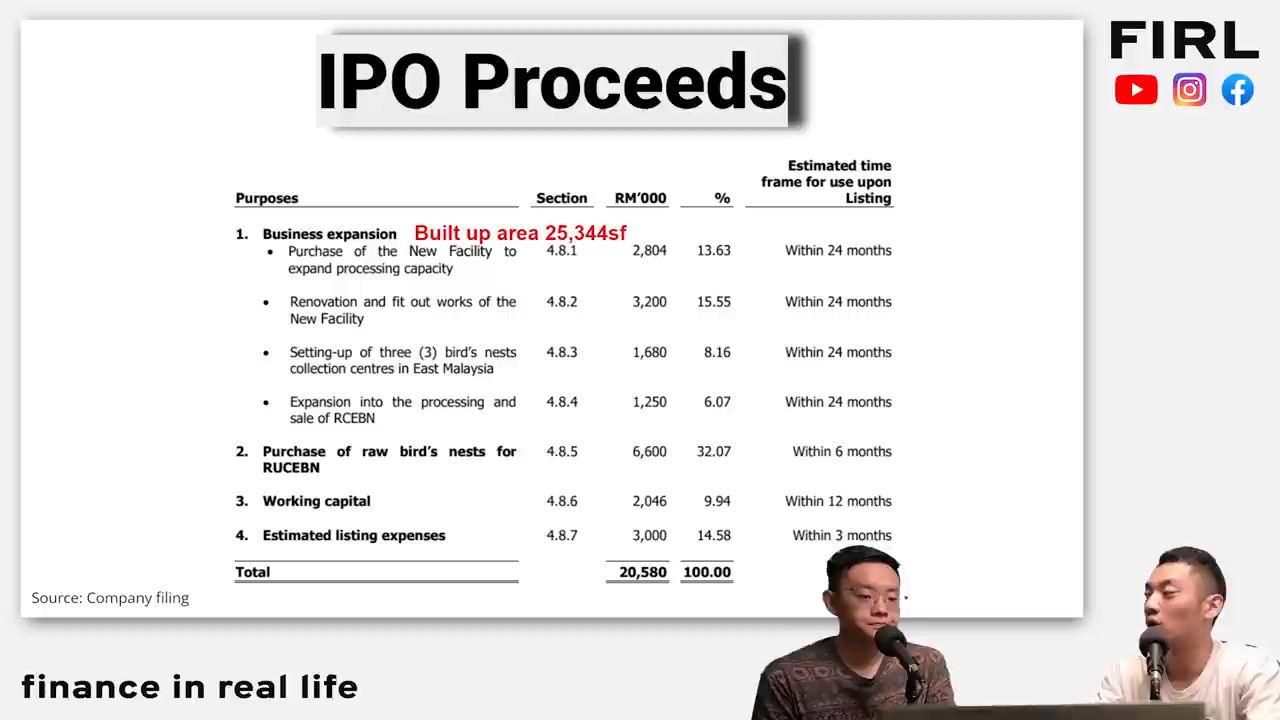 IPO Proceeds
FIRL
Estimated time
frame for use upon
Purposes Section RM'000 % Listing
1. Business expansion Built up area 25,344sf
• Purchase of the New Facility to 4.8.1 2,804 13.63 Within 24 months
expand processing capacity
• Renovation and fit out works of the 4.8.2 3,200 15.55 Within 24 months
New Facility
• Setting-up of three (3) bird's nests 4.8.3 1,680 8.16 Within 24 months
collection centres in East Malaysia
• Expansion into the processing and 4.8.4 1,250 6.07 Within 24 months
sale of RCEBN
2. Purchase of raw bird's nests for 4.8.5 6,600 32.07 Within 6 months
RUCEBN
3. Working capital 4.8.6 2,046 9.94 Within 12 months
4. Estimated listing expenses 4.8.7 3,000 14.58 Within 3 months
Total 20,580 100.00
Source: Company filing
finance in real life